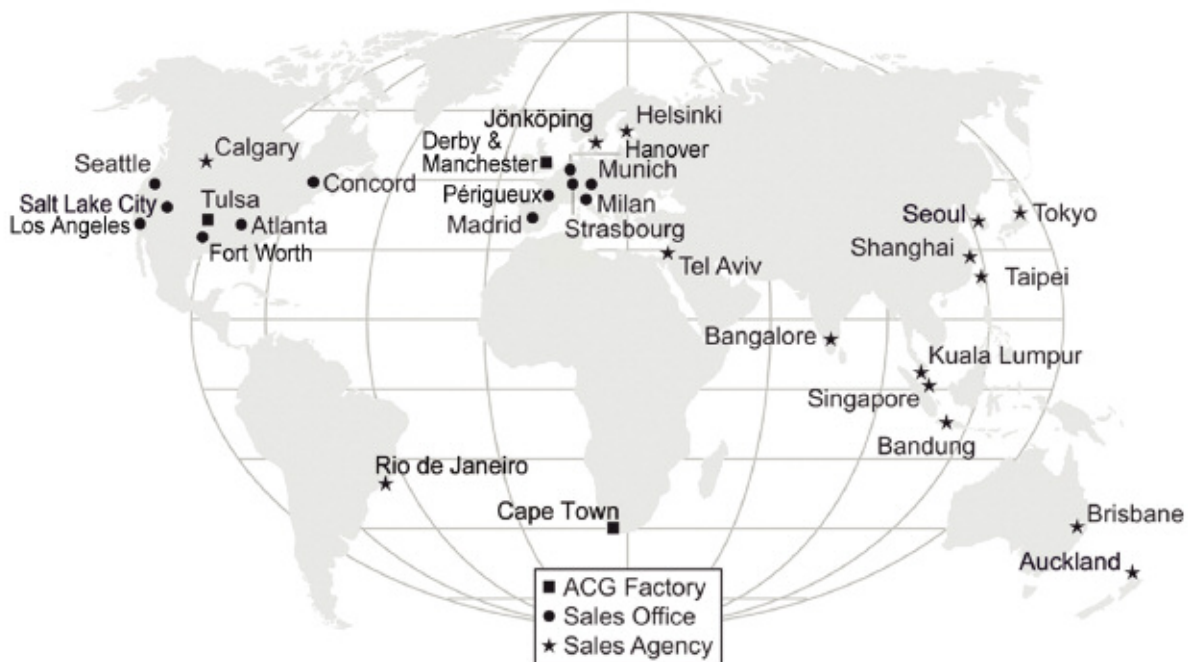 Helsinki
Jönköping
Hanover
Derby &
Manchester
Calgary
Seattle
Concord
Munich
Salt Lake City
Tulsa
Périgueux
Milan
Los Angeles
Atlanta
Madrid
Strasbourg
Fort Worth
Seoul
Tokyo
Shanghai
Tel Aviv
Taipei
Bangalore
Kuala Lumpur
Singapore
Bandung
Rio de Janeiro
Cape Town
Brisbane
Auckland
ACG Factory
Sales Office
Sales Agency